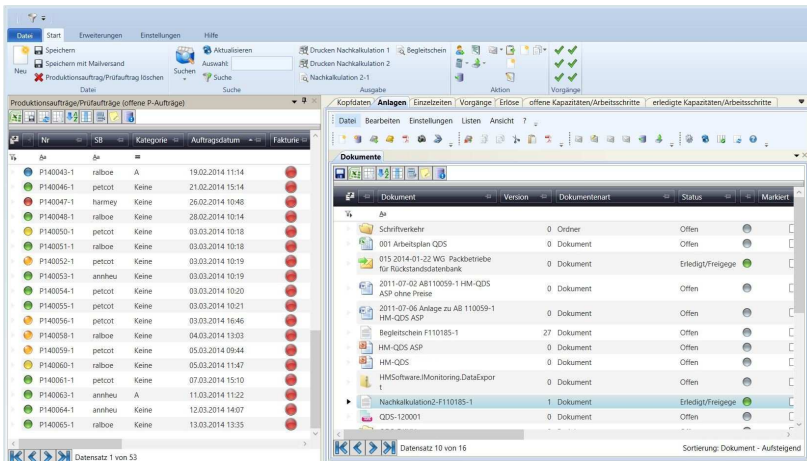 Datei Start Erweiterungen Einstellungen Hilfe
Neu
Speichern
Speichern mit Mailversand
Produktionsauftrag/Prüfauftrag löschen
Datei
Suchen
Aktualisieren
Auswahl
Suche
Suche
Drucken Nachkalkulation 1 Begleitschein
Drucken Nachkalkulation 2
Nachkalkulation 2-1
Ausgabe
Aktion
Vorgänge
Produktionsaufträge/Prüfaufträge (offene P-Aufträge)
Nr SB Kategorie Auftragsdatum Fakturie
P140043-1 ralboe A 19.02.2014 11:14
P140046-1 petcot Keine 21.02.2014 15:14
P140047-1 harmey Keine 26.02.2014 10:48
P140048-1 ralboe Keine 28.02.2014 10:14
P140050-1 petcot Keine 03.03.2014 10:18
P140051-1 ralboe Keine 03.03.2014 10:18
P140052-1 petcot Keine 03.03.2014 10:19
P140053-1 annheu Keine 03.03.2014 10:19
P140054-1 petcot Keine 03.03.2014 10:20
P140055-1 petcot Keine 03.03.2014 10:21
P140056-1 petcot Keine 03.03.2014 16:46
P140058-1 ralboe Keine 04.03.2014 13:03
P140059-1 petcot Keine 05.03.2014 09:44
P140060-1 ralboe Keine 05.03.2014 11:47
P140061-1 petcot Keine 07.03.2014 15:10
P140063-1 annheu A 11.03.2014 11:22
P140064-1 annheu Keine 12.03.2014 14:07
P140065-1 ralboe Keine 13.03.2014 13:35
Datensatz 1 von 53
Kopfdaten Anlagen Einzelzeiten Vorgänge Erlöse offene Kapazitäten/Arbeitsschritte erledigte Kapazitäten/Arbeitsschritte
Datei Bearbeiten Einstellungen Listen Ansicht ?
Dokumente
Dokument Version Dokumentenart Status Markiert
Schriftverkehr 0 Ordner Offen
001 Arbeitsplan QDS 0 Dokument Offen
015 2014-01-22 WG Packbetriebe
für Rückstandsdatenbank 0 Dokument Erledigt/Freigege
2011-07-02 AB110059-1 HM-QDS
ASP ohne Preise 0 Dokument Offen
2011-07-06 Anlage zu AB 110059-1
HM-QDS ASP 0 Dokument Offen
Begleitschein F110185-1 27 Dokument Offen
HM-QDS ASP 0 Dokument Offen
HM-QDS 0 Dokument Offen
HMSoftware.IMonitoring.DataExpor
t 0 Dokument Offen
Nachkalkulation2-F110185-1 1 Dokument Erledigt/Freigege
QDS-120001 0 Dokument Offen
Datensatz 10 von 16
Sortierung: Dokument - Aufsteigend